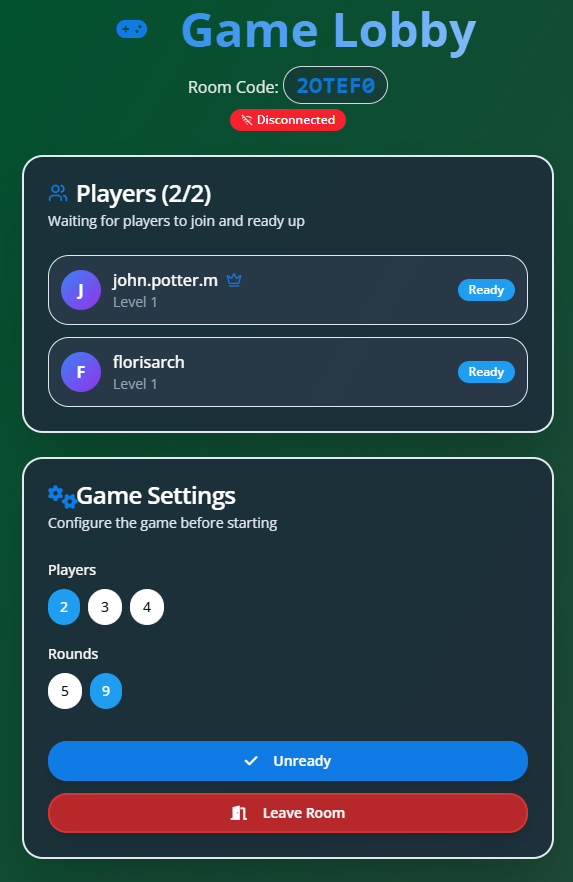 Game Lobby
Room Code: 2OTEF0
Disconnected
Players (2/2)
Waiting for players to join and ready up
J
john.potter.m
Level 1
Ready
F
florisarch
Level 1
Ready
Game Settings
Configure the game before starting
Players
2 3 4
Rounds
5 9
Unready
Leave Room